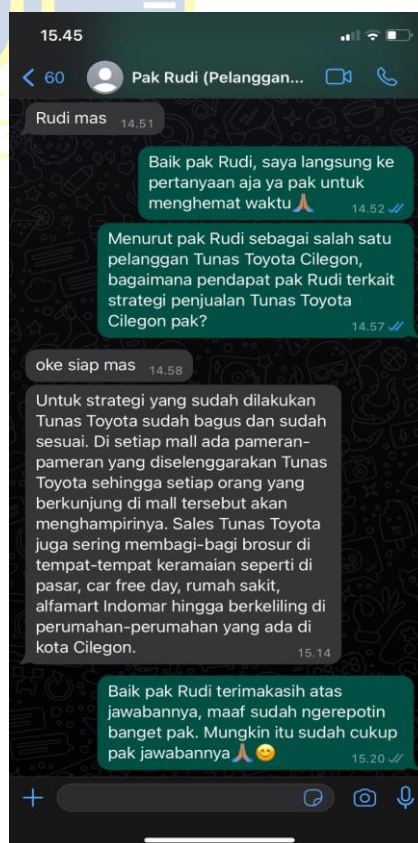 15.45
60
Pak Rudi (Pelanggan...
Rudi mas 14.51
Baik pak Rudi, saya langsung ke
pertanyaan aja ya pak untuk
menghemat waktu🙏🏽 14.52
Menurut pak Rudi sebagai salah satu
pelanggan Tunas Toyota Cilegon,
bagaimana pendapat pak Rudi terkait
strategi penjualan Tunas Toyota
Cilegon pak? 14.57
oke siap mas 14.58
Untuk strategi yang sudah dilakukan
Tunas Toyota sudah bagus dan sudah
sesuai. Di setiap mall ada pameran-
pameran yang diselenggarakan Tunas
Toyota sehingga setiap orang yang
berkunjung di mall tersebut akan
menghampirinya. Sales Tunas Toyota
juga sering membagi-bagi brosur di
tempat-tempat keramaian seperti di
pasar, car free day, rumah sakit,
alfamart Indomar hingga berkeliling di
perumahan-perumahan yang ada di
kota Cilegon. 15.14
Baik pak Rudi terimakasih atas
jawabannya, maaf sudah ngerepotin
banget pak. Mungkin itu sudah cukup
pak jawabannya🙏🏽😊 15.20